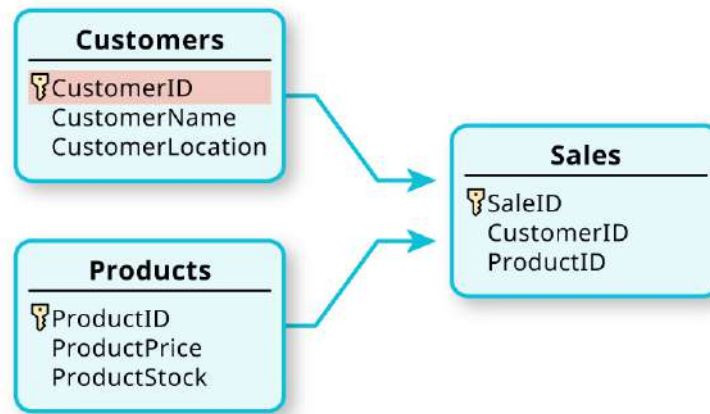 Customers
CustomerID
CustomerName
CustomerLocation
Products
ProductID
ProductPrice
ProductStock
Sales
SaleID
CustomerID
ProductID